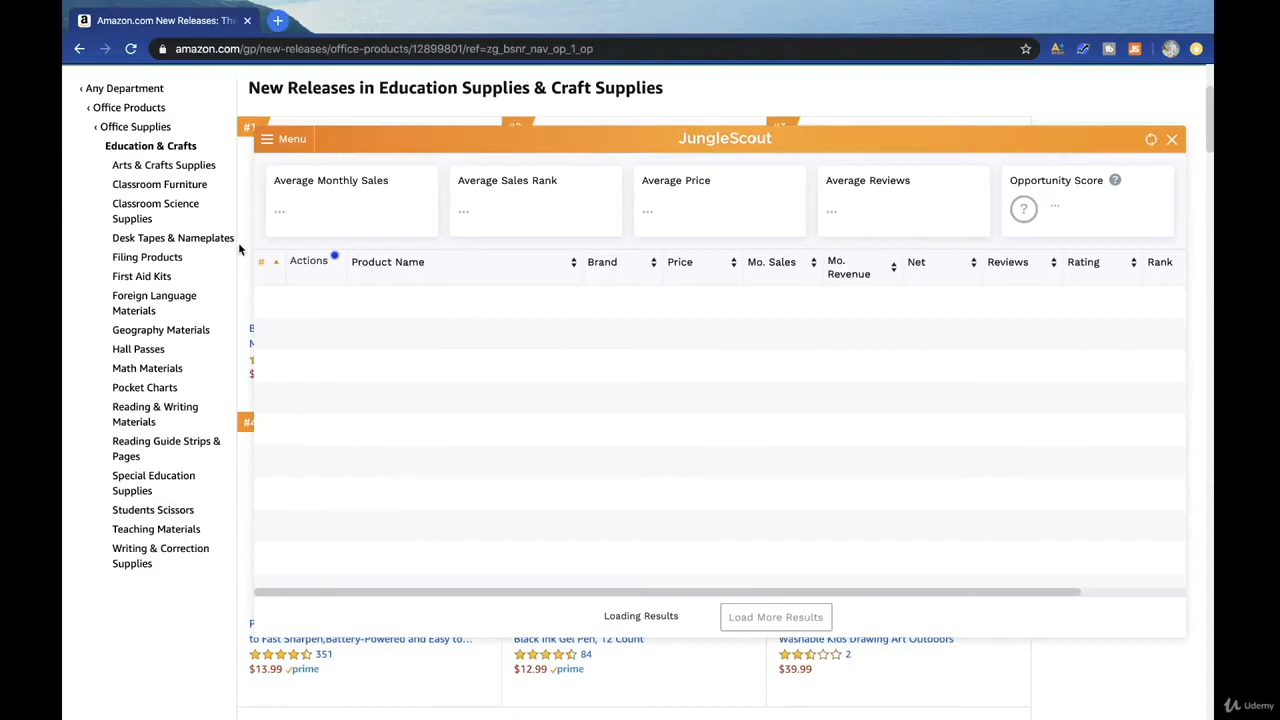 Amazon.com New Releases: The
amazon.com/gp/new-releases/office-products/12899801/ref=zg_bsnr_nav_op_1_op
‹ Any Department
‹ Office Products
‹ Office Supplies
Education & Crafts
Arts & Crafts Supplies
Classroom Furniture
Classroom Science
Supplies
Desk Tapes & Nameplates
Filing Products
First Aid Kits
Foreign Language
Materials
Geography Materials
Hall Passes
Math Materials
Pocket Charts
Reading & Writing
Materials
Reading Guide Strips &
Pages
Special Education
Supplies
Students Scissors
Teaching Materials
Writing & Correction
Supplies
New Releases in Education Supplies & Craft Supplies
Menu
JungleScout
Average Monthly Sales
...
Average Sales Rank
...
Average Price
...
Average Reviews
...
Opportunity Score ?
? ...
# Actions Product Name Brand Price Mo. Sales Mo. Revenue Net Reviews Rating Rank
Loading Results
Load More Results
to Fast Sharpen,Battery-Powered and Easy to...
351
$13.99 prime
Black Ink Gel Pen, 12 Count
84
$12.99 prime
Washable Kids Drawing Art Outdoors
2
$39.99
Udemy